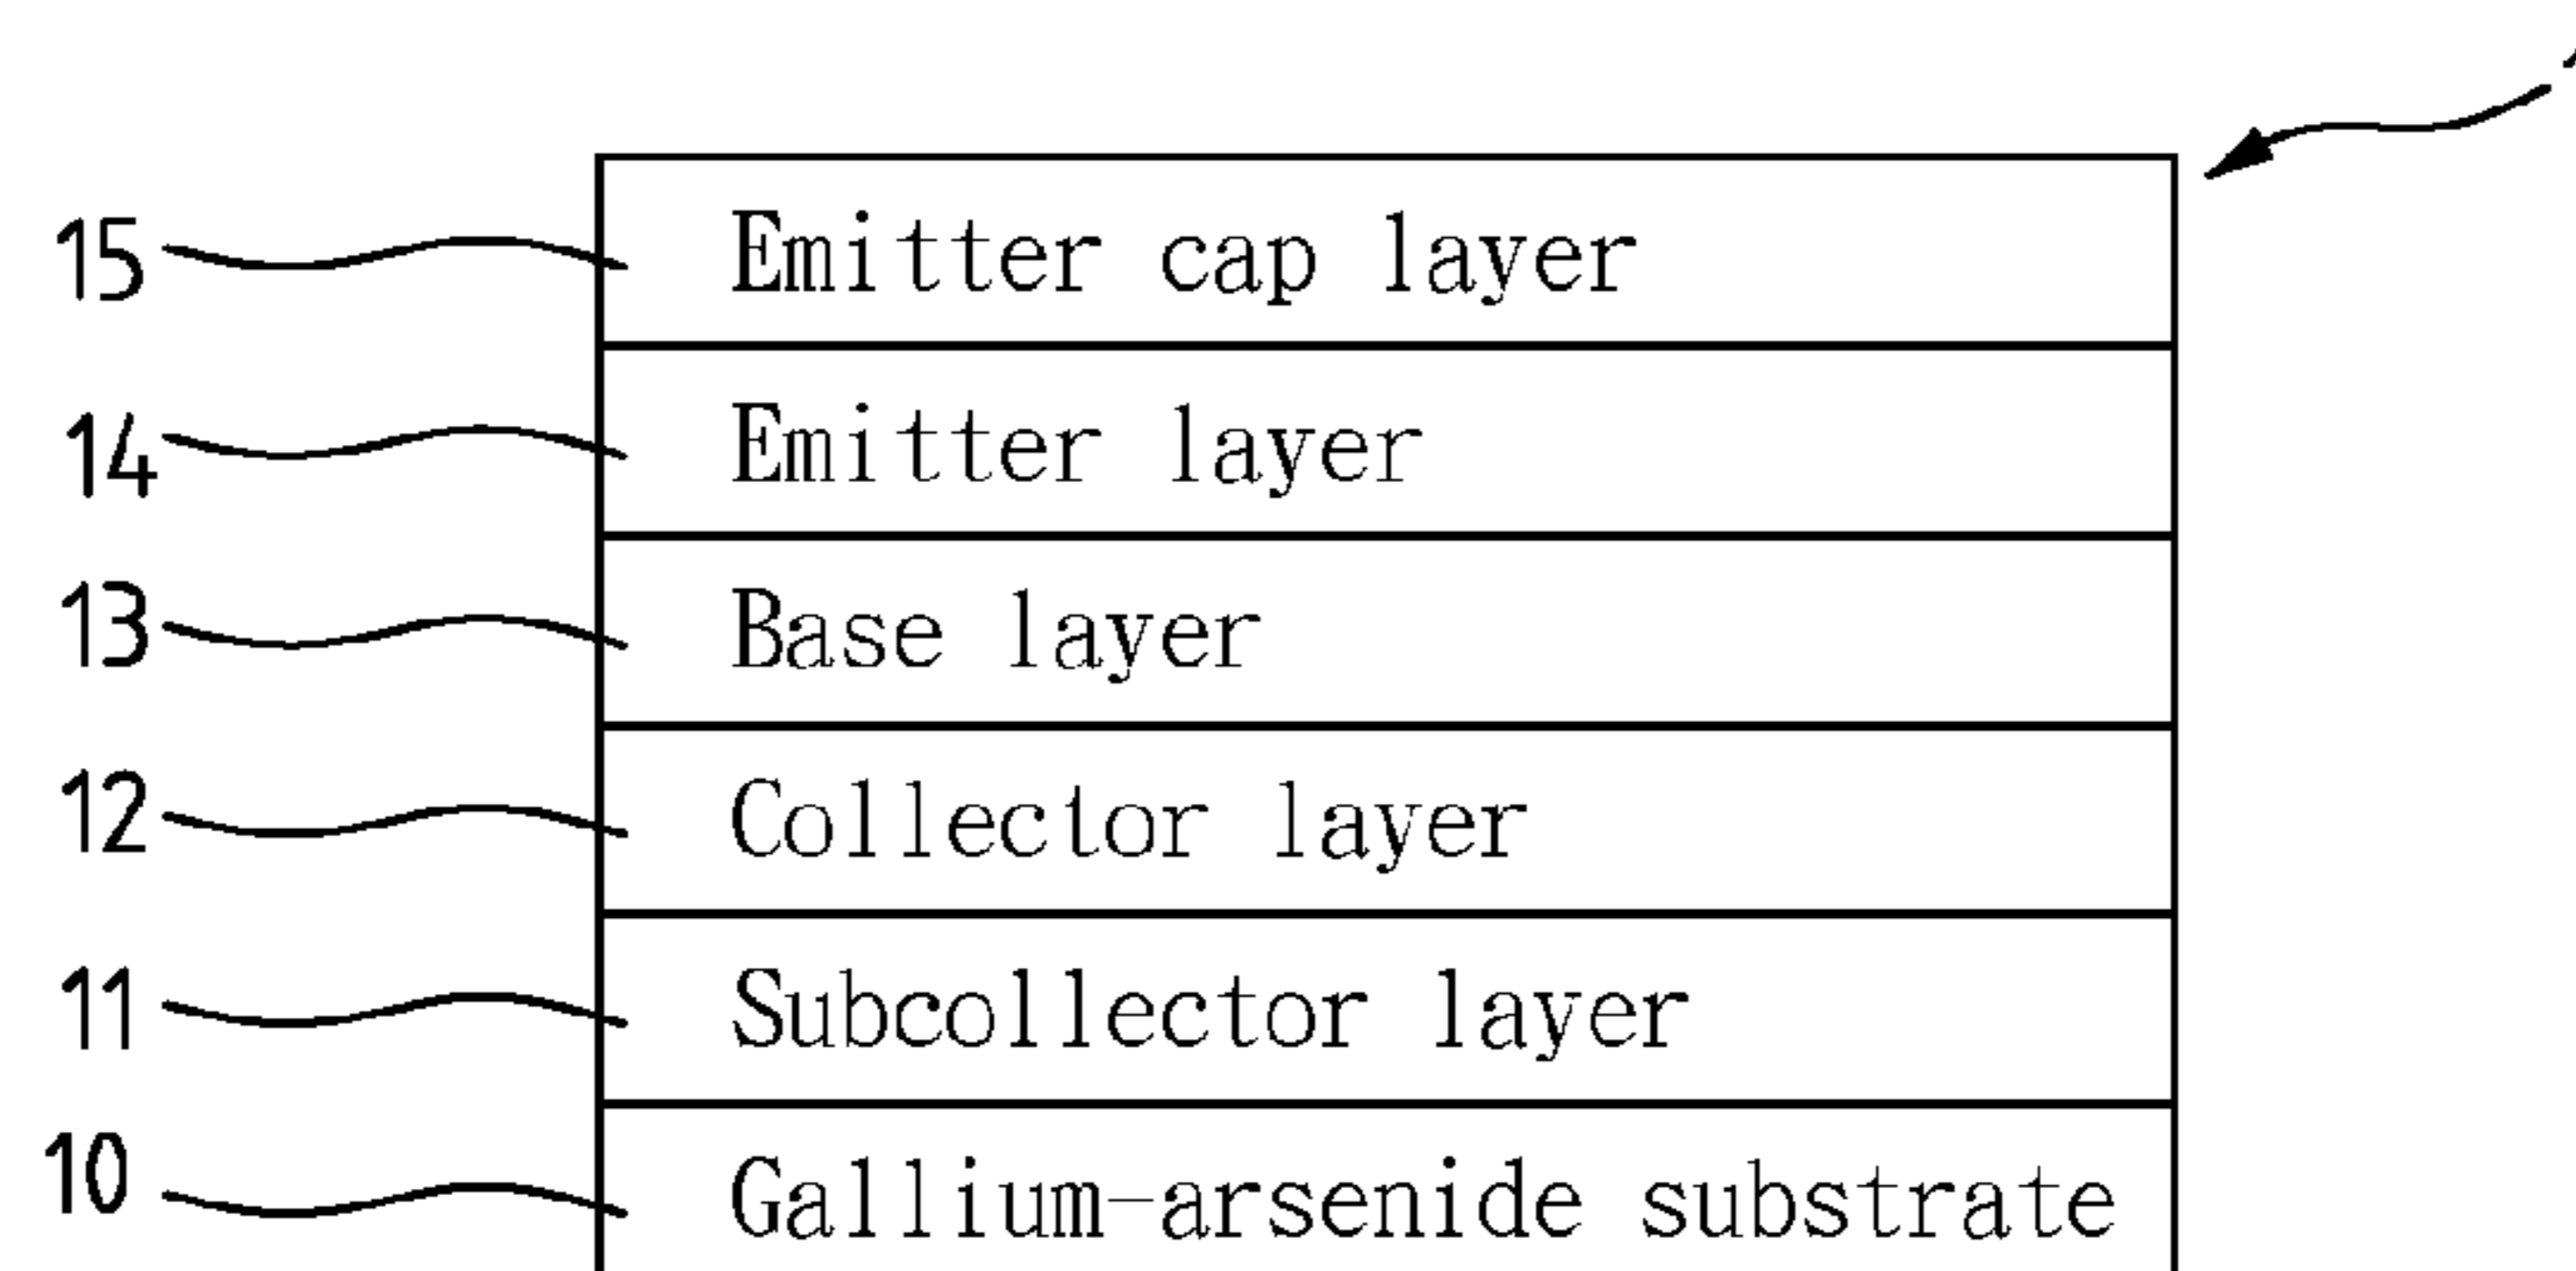 15 Emitter cap layer
14 Emitter layer
13 Base layer
12 Collector layer
11 Subcollector layer
10 Gallium-arsenide substrate